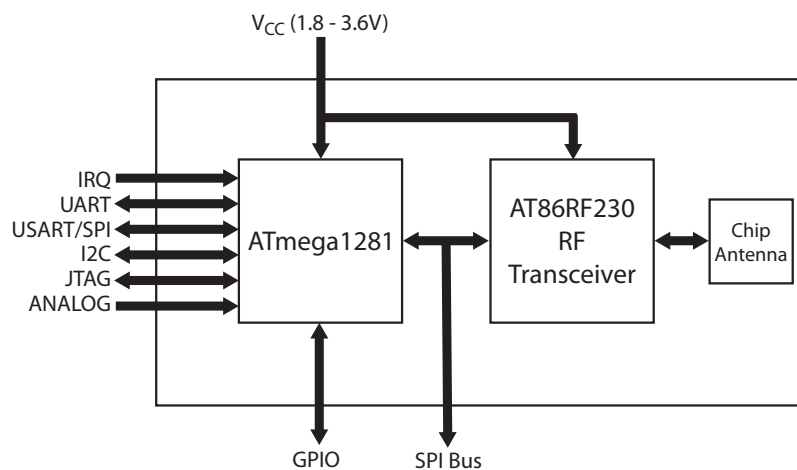 VCC (1.8 - 3.6V)
IRQ
UART
USART/SPI
I2C
JTAG
ANALOG
ATmega1281
AT86RF230
RF
Transceiver
Chip
Antenna
GPIO
SPI Bus